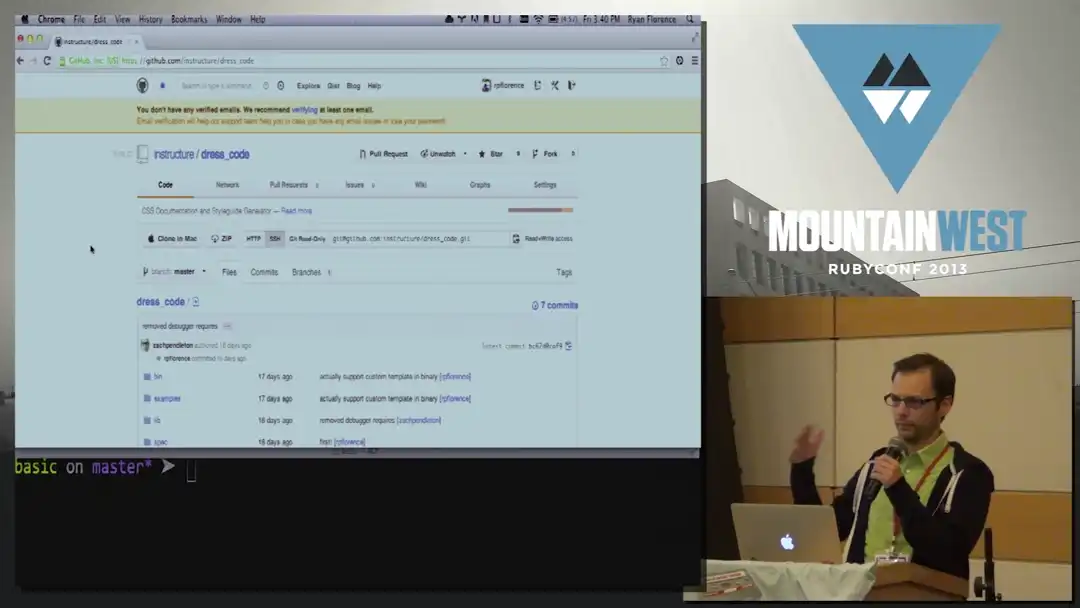 Chrome File Edit View History Bookmarks Window Help
(4:57) Fri 3:40 PM Ryan Florence
instructure/dress_code
GitHub, Inc. [US] https://github.com/instructure/dress_code
Search or type a command Explore Gist Blog Help rpflorence
You don't have any verified emails. We recommend verifying at least one email.
Email verification will help our support team help you in case you have any email issues or lose your password.
instructure / dress_code Pull Request Unwatch Star Fork
Code Network Pull Requests Issues Wiki Graphs Settings
CSS Documentation and Styleguide Generator — Read more
Clone in Mac ZIP HTTP SSH Git Read-Only git@github.com:instructure/dress_code.git Read+Write access
branch: master Files Commits Branches Tags
dress_code / 7 commits
removed debugger requires
zachpendleton authored 16 days ago latest commit
rpflorence committed days ago
bin 17 days ago actually support custom template in binary [rpflorence]
examples 17 days ago actually support custom template in binary [rpflorence]
lib 16 days ago removed debugger requires [zachpendleton]
spec 18 days ago first! [rpflorence]
basic on master*
MOUNTAINWEST
RUBYCONF 2013